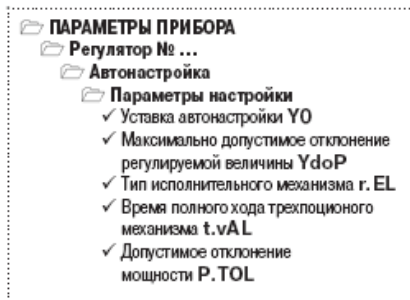 ПАРАМЕТРЫ ПРИБОРА
Регулятор № ...
Автонастройка
Параметры настройки
✓ Уставка автонастройки Y0
✓ Максимально допустимое отклонение
регулируемой величины YdoP
✓ Тип исполнительного механизма r. EL
✓ Время полного хода трехпоционого
механизма t.vAL
✓ Допустимое отклонение
мощности P.TOL